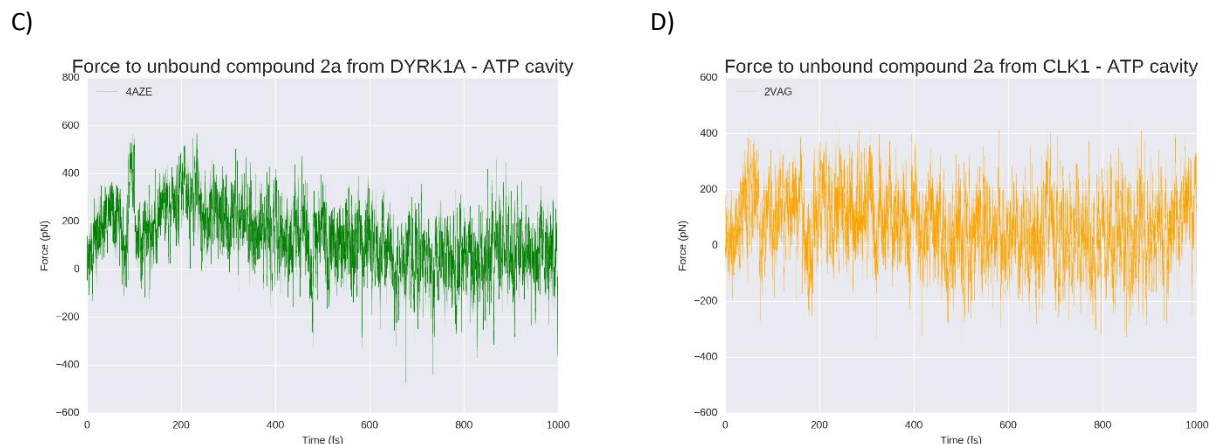 C)
Force to unbound compound 2a from DYRK1A - ATP cavity
800
4AZE
600
400
200
0
−200
−400
−600
Force (pN)
0 200 400 600 800 1000
Time (fs)
D)
Force to unbound compound 2a from CLK1 - ATP cavity
600
2VAG
400
200
0
−200
−400
−600
Force (pN)
0 200 400 600 800 1000
Time (fs)